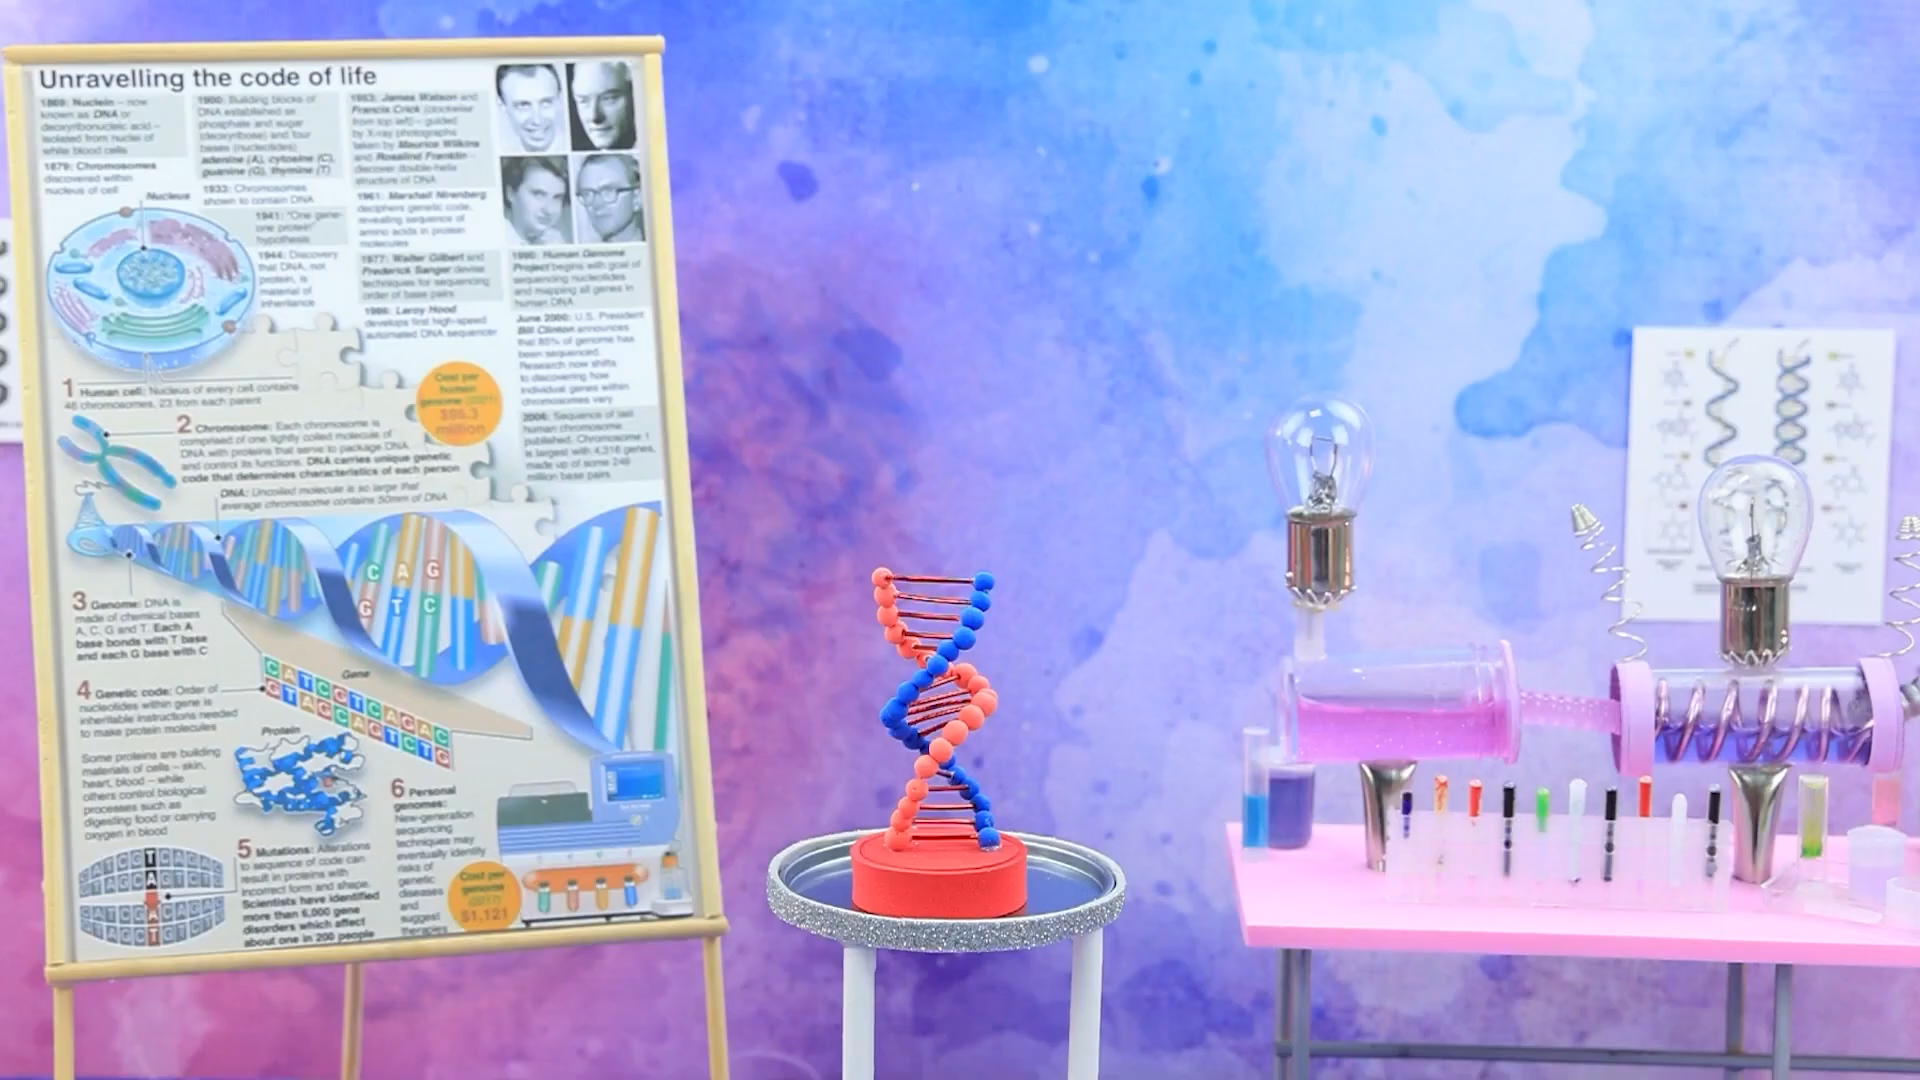 Unravelling the code of life
1869: Nuclein – now
known as DNA or
deoxyribonucleic acid –
isolated from nuclei of
white blood cells
1879: Chromosomes
discovered within
nucleus of cell
Nucleus
1900: Building blocks of
DNA established as
phosphate and sugar
(deoxyribose) and four
bases (nucleotides)
adenine (A), cytosine (C),
guanine (G), thymine (T)
1933: Chromosomes
shown to contain DNA
1941: "One gene-
one protein"
hypothesis
1944: Discovery
that DNA, not
protein, is
material of
inheritance
1953: James Watson and
Francis Crick (clockwise
from top left) – guided
by X-ray photographs
taken by Maurice Wilkins
and Rosalind Franklin –
discover double-helix
structure of DNA
1961: Marshall Nirenberg
deciphers genetic code,
revealing sequence of
amino acids in protein
molecules
1977: Walter Gilbert and
Frederick Sanger devise
techniques for sequencing
order of base pairs
1986: Leroy Hood
develops first high-speed
automated DNA sequencer
1990: Human Genome
Project begins with goal of
sequencing nucleotides
and mapping all genes in
human DNA
June 2000: U.S. President
Bill Clinton announces
that 85% of genome has
been sequenced.
Research now shifts
to discovering how
individual genes within
chromosomes vary
2006: Sequence of last
human chromosome
published. Chromosome 1
is largest with 4,316 genes,
made up of some 246
million base pairs
Cost per
human
genome (2001)
$95.3
million
1 Human cell: Nucleus of every cell contains
46 chromosomes, 23 from each parent
2 Chromosome: Each chromosome is
comprised of one tightly coiled molecule of
DNA with proteins that serve to package DNA
and control its functions. DNA carries unique genetic
code that determines characteristics of each person
DNA: Uncoiled molecule is so large that
average chromosome contains 50mm of DNA
C A G
G T C
3 Genome: DNA is
made of chemical bases
A, C, G and T. Each A
base bonds with T base
and each G base with C
Gene
CATCGTCAGAC
GTAGCAGTCTG
4 Genetic code: Order of
nucleotides within gene is
inheritable instructions needed
to make protein molecules
Protein
Some proteins are building
materials of cells – skin,
heart, blood – while
others control biological
processes such as
digesting food or carrying
oxygen in blood
5 Mutations: Alterations
to sequence of code can
result in proteins with
incorrect form and shape.
Scientists have identified
more than 6,000 gene
disorders which affect
about one in 200 people
6 Personal
genomes:
New-generation
sequencing
techniques may
eventually identify
risks of
genetic
diseases
and
suggest
therapies
Cost per
genome
(2017)
$1,121